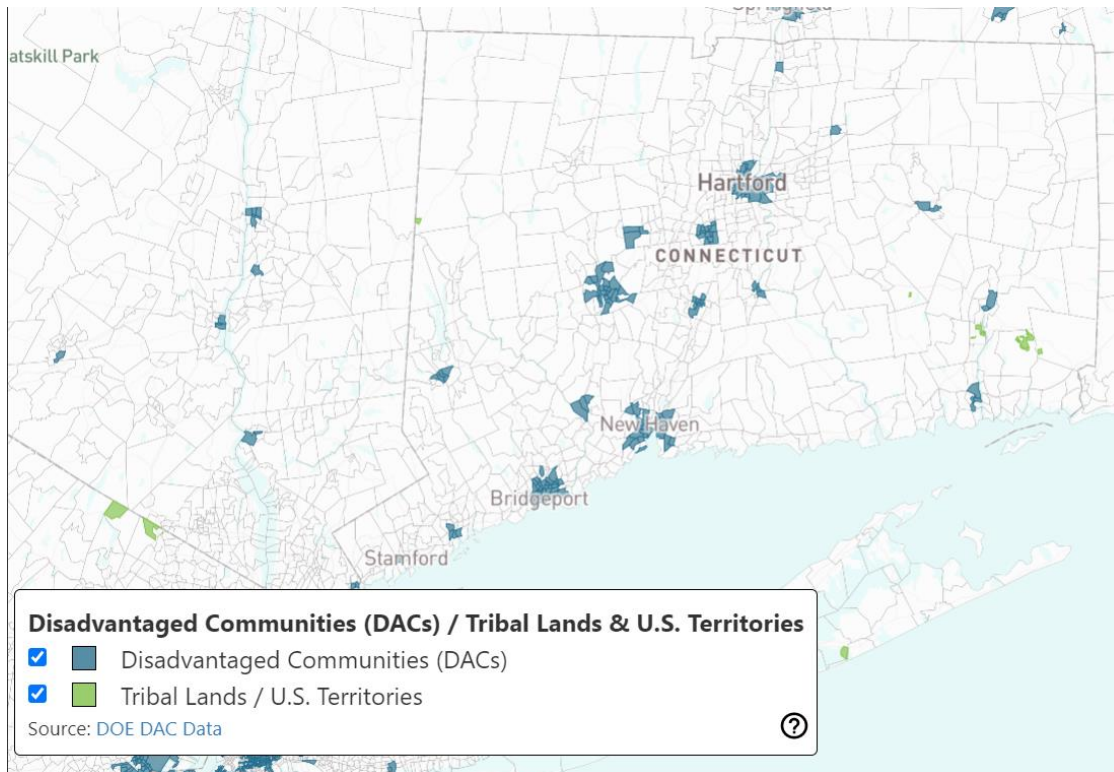 Springfield
atskill Park
Hartford
CONNECTICUT
New Haven
Bridgeport
Stamford
Disadvantaged Communities (DACs) / Tribal Lands & U.S. Territories
Disadvantaged Communities (DACs)
Tribal Lands / U.S. Territories
Source: DOE DAC Data
?